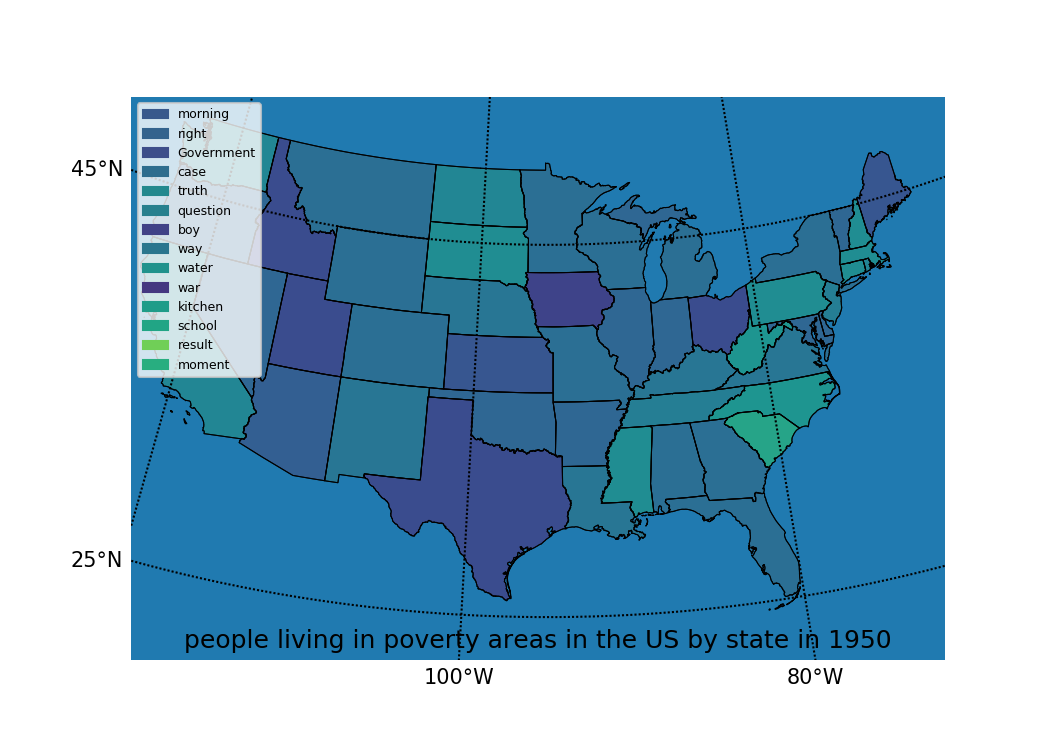 morning
right
Government
case
truth
question
boy
way
water
war
kitchen
school
result
moment
45°N
25°N
people living in poverty areas in the US by state in 1950
100°W
80°W